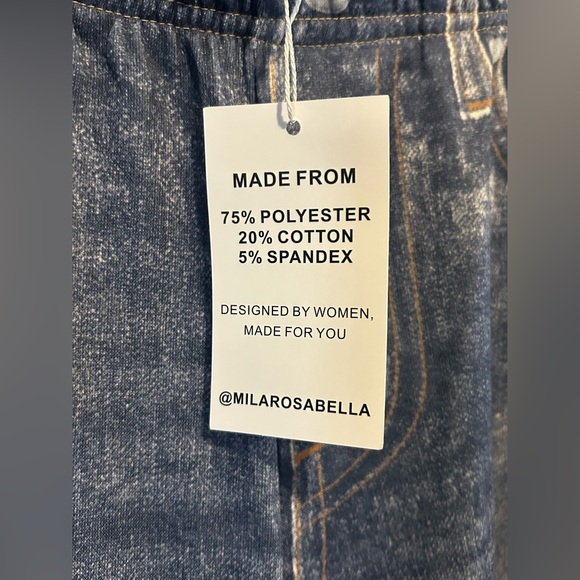 MADE FROM
75% POLYESTER
20% COTTON
5% SPANDEX
DESIGNED BY WOMEN,
MADE FOR YOU
@MILAROSABELLA